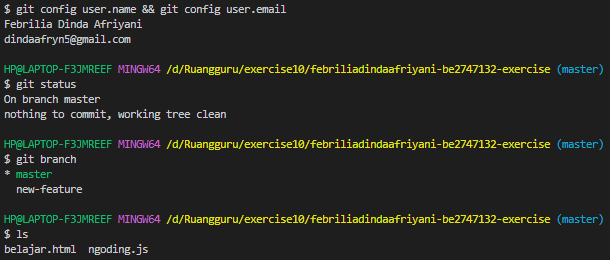 $ git config user.name && git config user.email
Febrilia Dinda Afriyani
dindaafryn5@gmail.com
HP@LAPTOP-F3JMREEF MINGW64 /d/Ruangguru/exercise10/febriliadindaafriyani-be2747132-exercise (master)
$ git status
On branch master
nothing to commit, working tree clean
HP@LAPTOP-F3JMREEF MINGW64 /d/Ruangguru/exercise10/febriliadindaafriyani-be2747132-exercise (master)
$ git branch
* master
new-feature
HP@LAPTOP-F3JMREEF MINGW64 /d/Ruangguru/exercise10/febriliadindaafriyani-be2747132-exercise (master)
$ ls
belajar.html ngoding.js